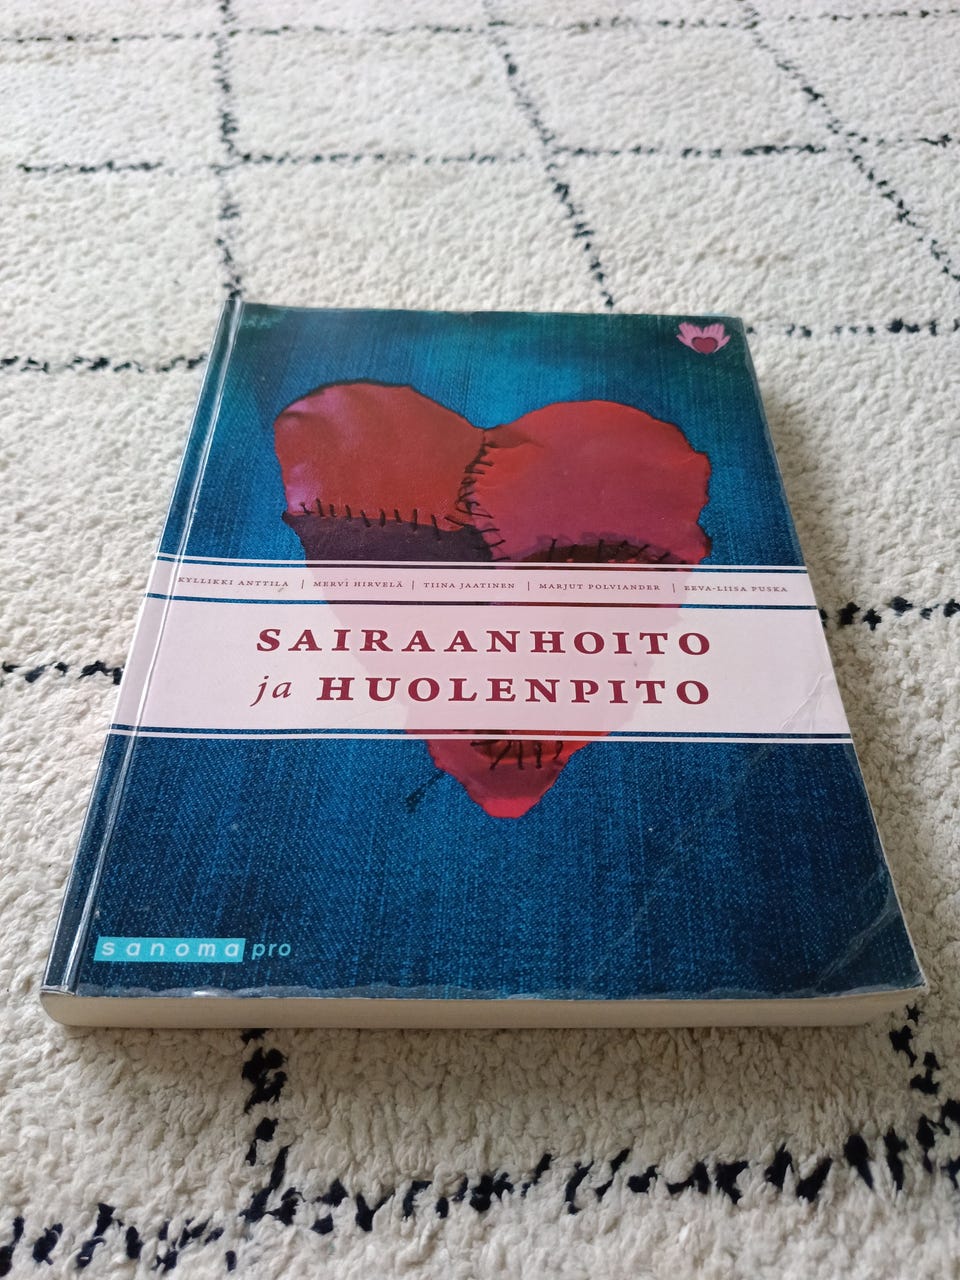 KYLLIKKI ANTTILA | MERVI HIRVELÄ | TIINA JAATINEN | MARJUT POLVIANDER | EEVA-LIISA PUSKA
SAIRAANHOITO
ja HUOLENPITO
sanoma pro